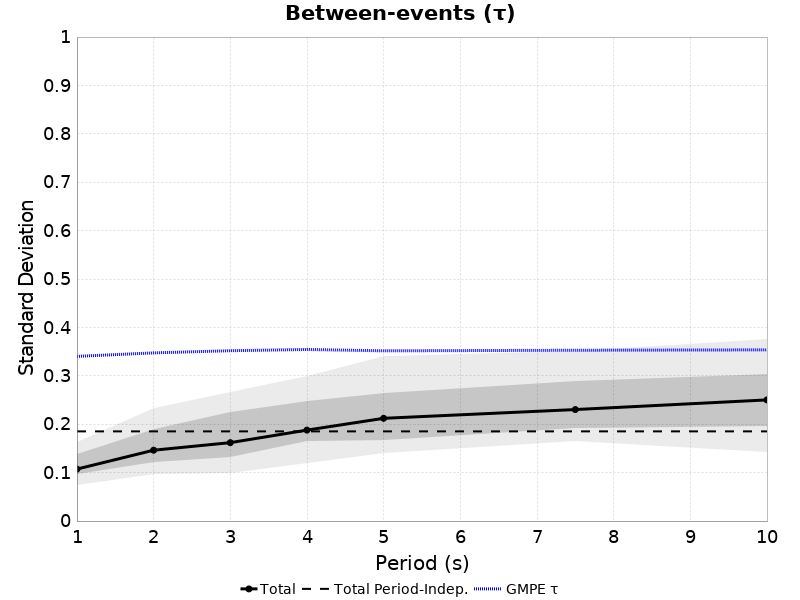 Between-events (τ)
Standard Deviation
1
0.9
0.8
0.7
0.6
0.5
0.4
0.3
0.2
0.1
0
1 2 3 4 5 6 7 8 9 10
Period (s)
Total Total Period-Indep. GMPE τ